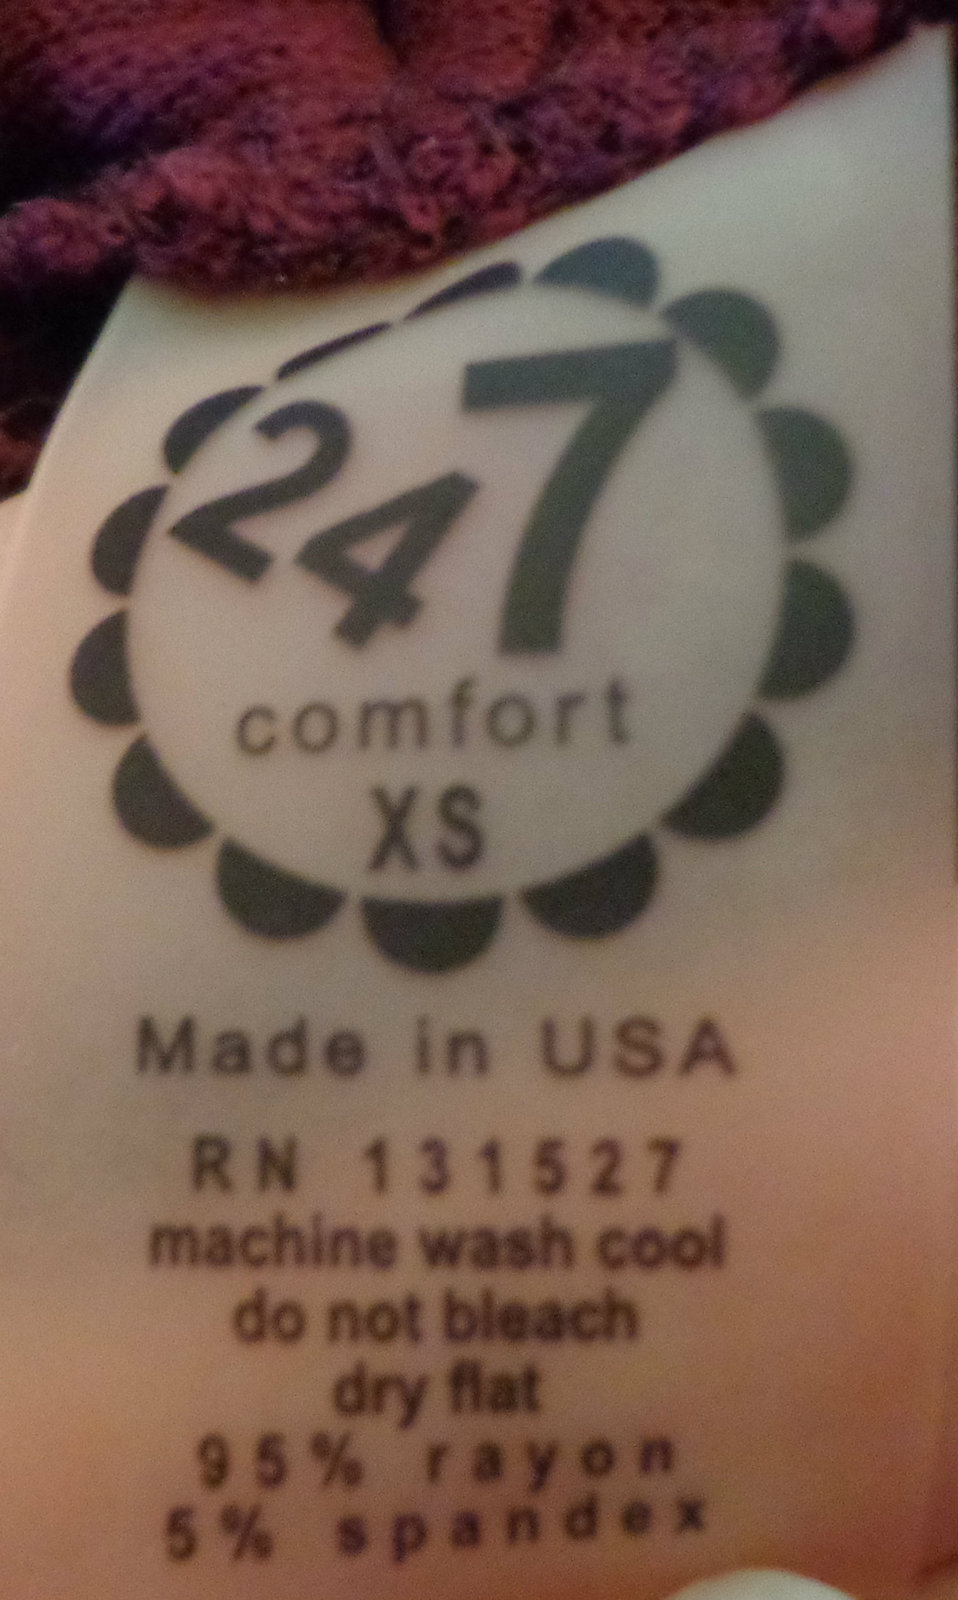 247
comfort
XS
Made in USA
RN 131527
machine wash cool
do not bleach
dry flat
95% rayon
5% spandex